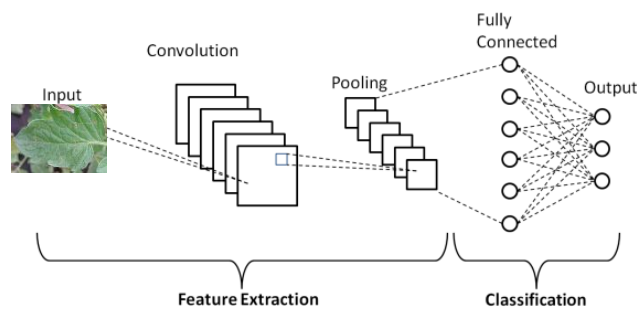 Input
Convolution
Pooling
Fully
Connected
Output
Feature Extraction
Classification